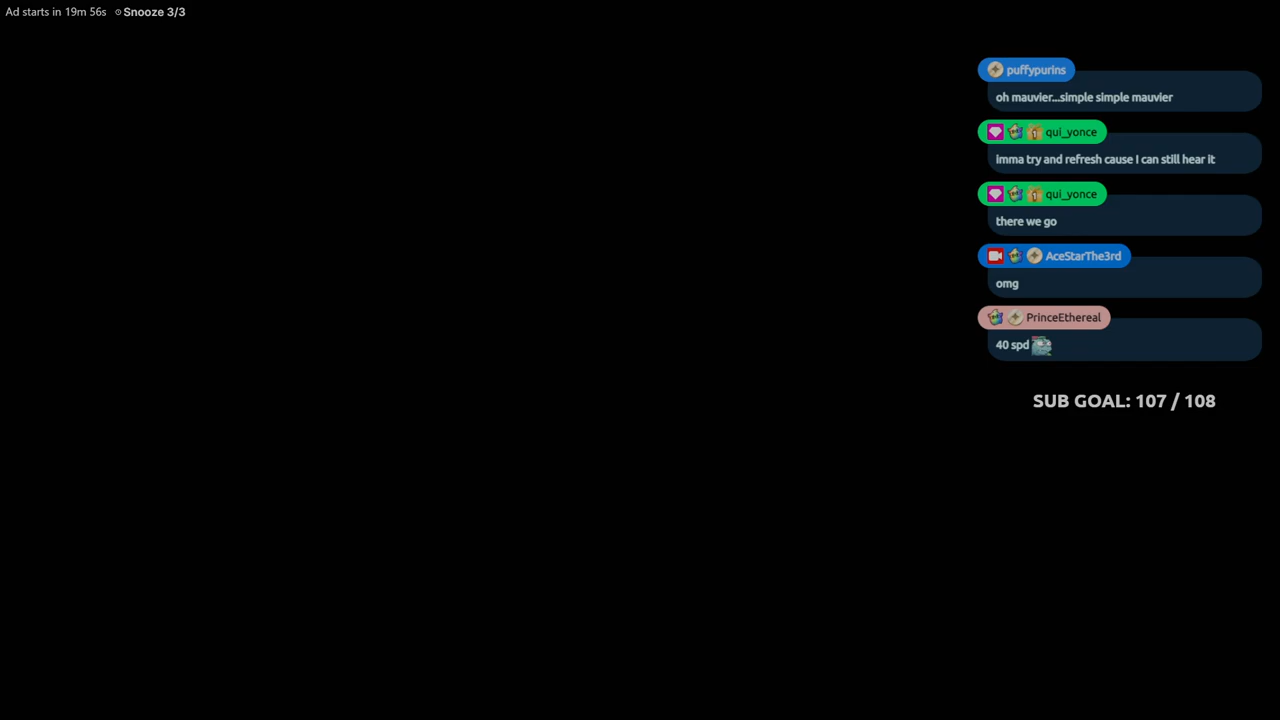 Ad starts in 19m 56s Snooze 3/3
puffypurins
oh mauvier...simple simple mauvier
qui_yonce
imma try and refresh cause I can still hear it
qui_yonce
there we go
AceStarThe3rd
omg
PrinceEthereal
40 spd
SUB GOAL: 107 / 108